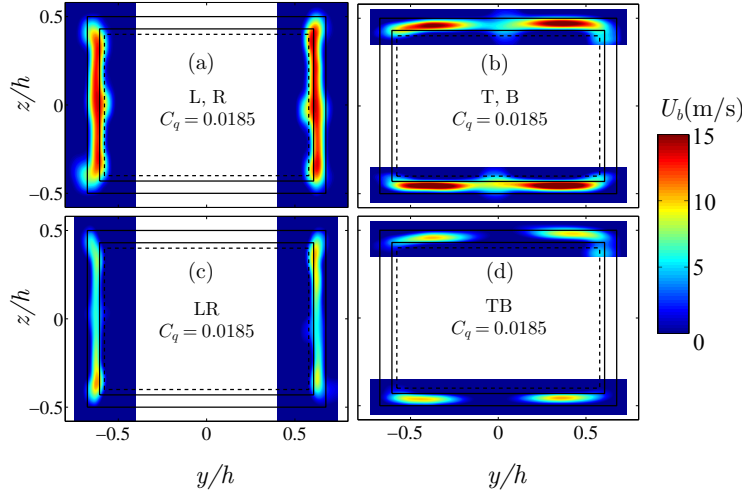 0.5
0
−0.5
z/h
(a)
L, R
C_q = 0.0185
(b)
T, B
C_q = 0.0185
U_b(m/s)
15
10
5
0
0.5
0
−0.5
z/h
(c)
LR
C_q = 0.0185
(d)
TB
C_q = 0.0185
−0.5
0
0.5
−0.5
0
0.5
y/h
y/h